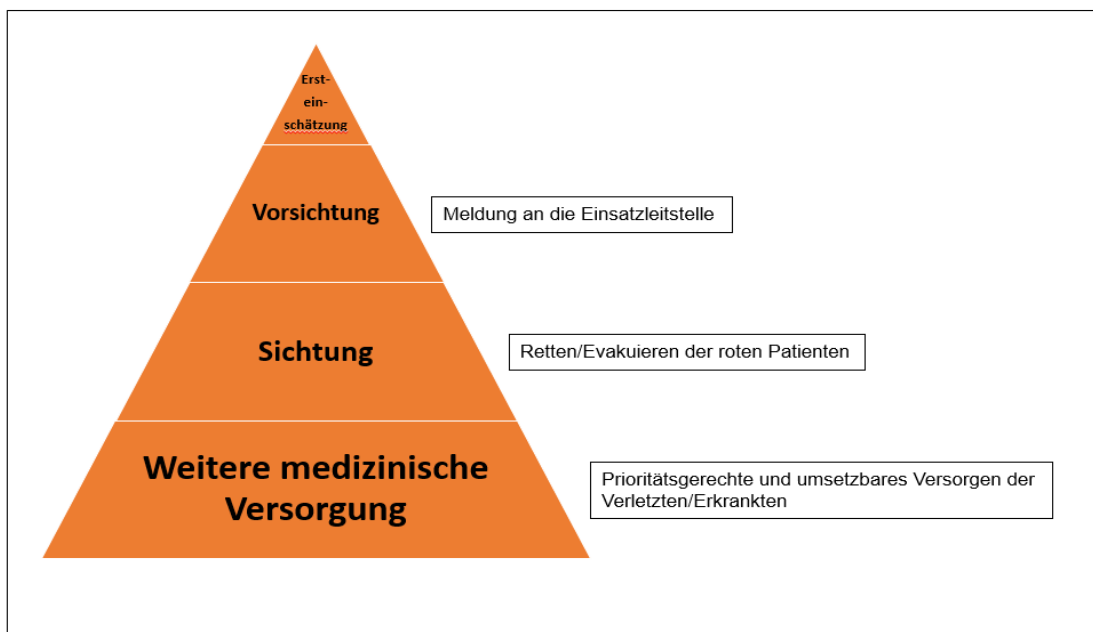 Erst-
ein-
schätzung
Vorsichtung
Meldung an die Einsatzleitstelle
Sichtung
Retten/Evakuieren der roten Patienten
Weitere medizinische
Versorgung
Prioritätsgerechte und umsetzbares Versorgen der
Verletzten/Erkrankten